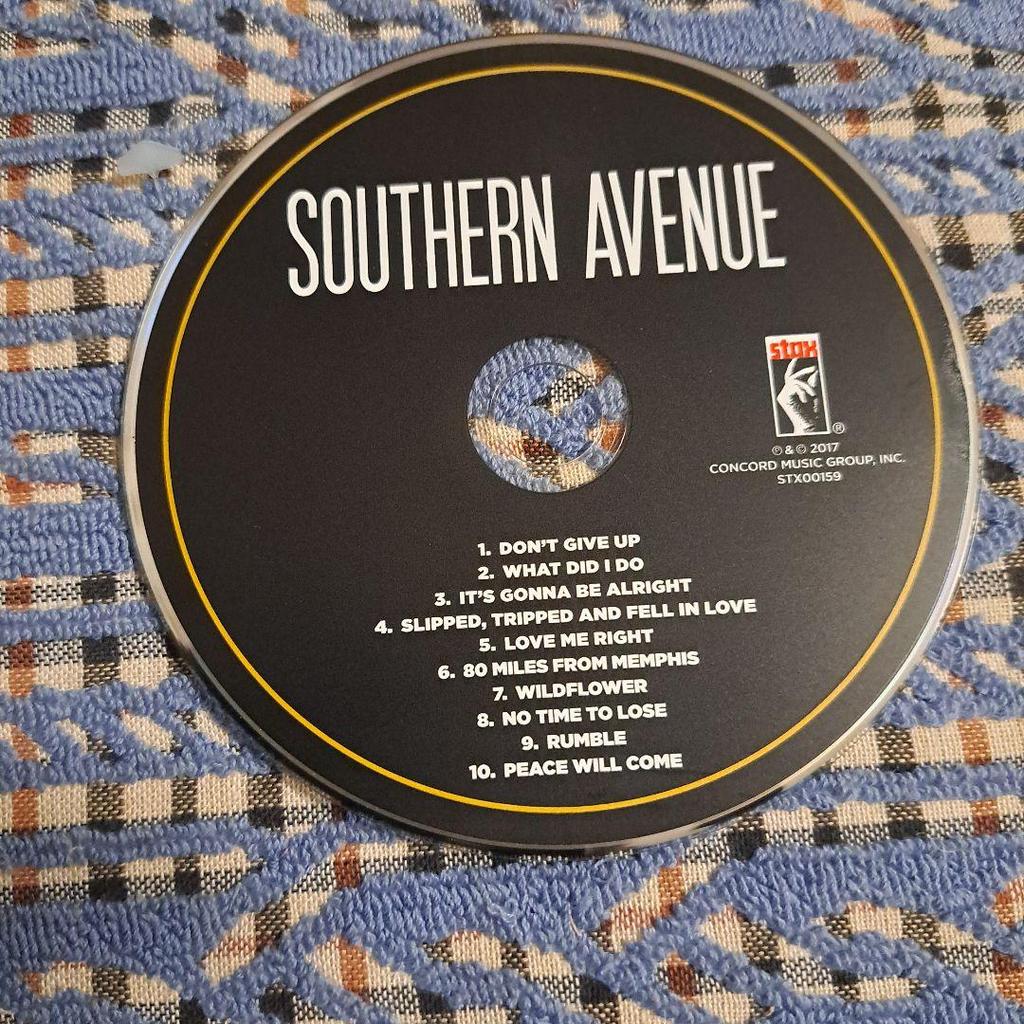 SOUTHERN AVENUE
stax
®
℗ & © 2017
CONCORD MUSIC GROUP, INC.
STX00159
1. DON'T GIVE UP
2. WHAT DID I DO
3. IT'S GONNA BE ALRIGHT
4. SLIPPED, TRIPPED AND FELL IN LOVE
5. LOVE ME RIGHT
6. 80 MILES FROM MEMPHIS
7. WILDFLOWER
8. NO TIME TO LOSE
9. RUMBLE
10. PEACE WILL COME